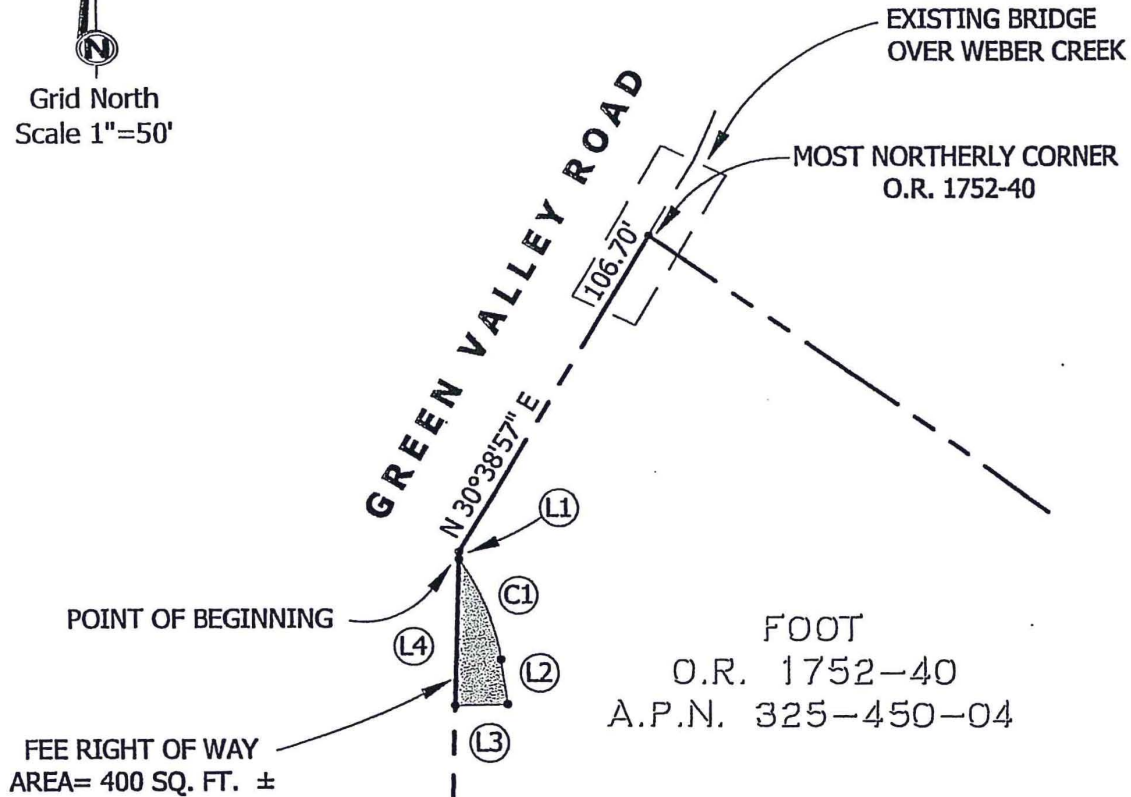 N
Grid North
Scale 1"=50'
EXISTING BRIDGE
OVER WEBER CREEK
MOST NORTHERLY CORNER
O.R. 1752-40
GREEN VALLEY ROAD
106.70'
N 30°38'57" E
L1
POINT OF BEGINNING
C1
L4
L2
L3
FOOT
O.R. 1752-40
A.P.N. 325-450-04
FEE RIGHT OF WAY
AREA= 400 SQ. FT. ±